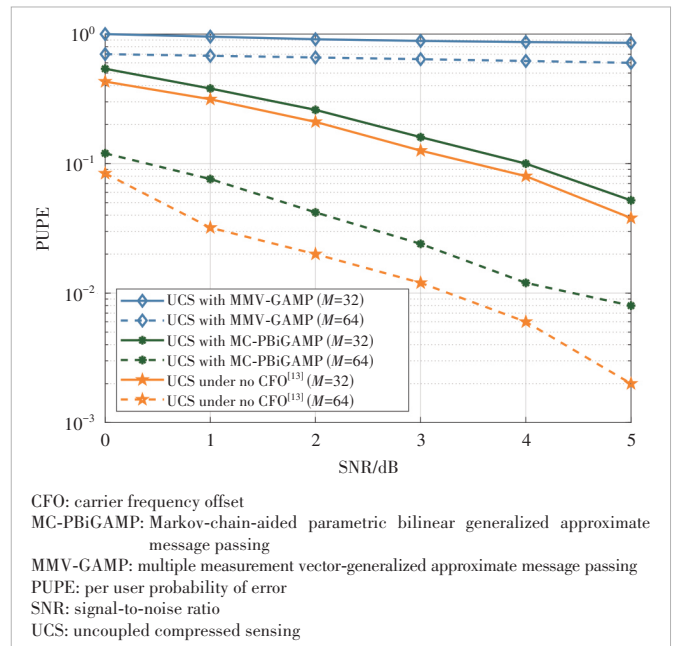 10⁰
10⁻¹
10⁻²
10⁻³
PUPE
UCS with MMV-GAMP (M=32)
UCS with MMV-GAMP (M=64)
UCS with MC-PBiGAMP (M=32)
UCS with MC-PBiGAMP (M=64)
UCS under no CFO[13] (M=32)
UCS under no CFO[13] (M=64)
0 1 2 3 4 5
SNR/dB
CFO: carrier frequency offset
MC-PBiGAMP: Markov-chain-aided parametric bilinear generalized approximate
message passing
MMV-GAMP: multiple measurement vector-generalized approximate message passing
PUPE: per user probability of error
SNR: signal-to-noise ratio
UCS: uncoupled compressed sensing